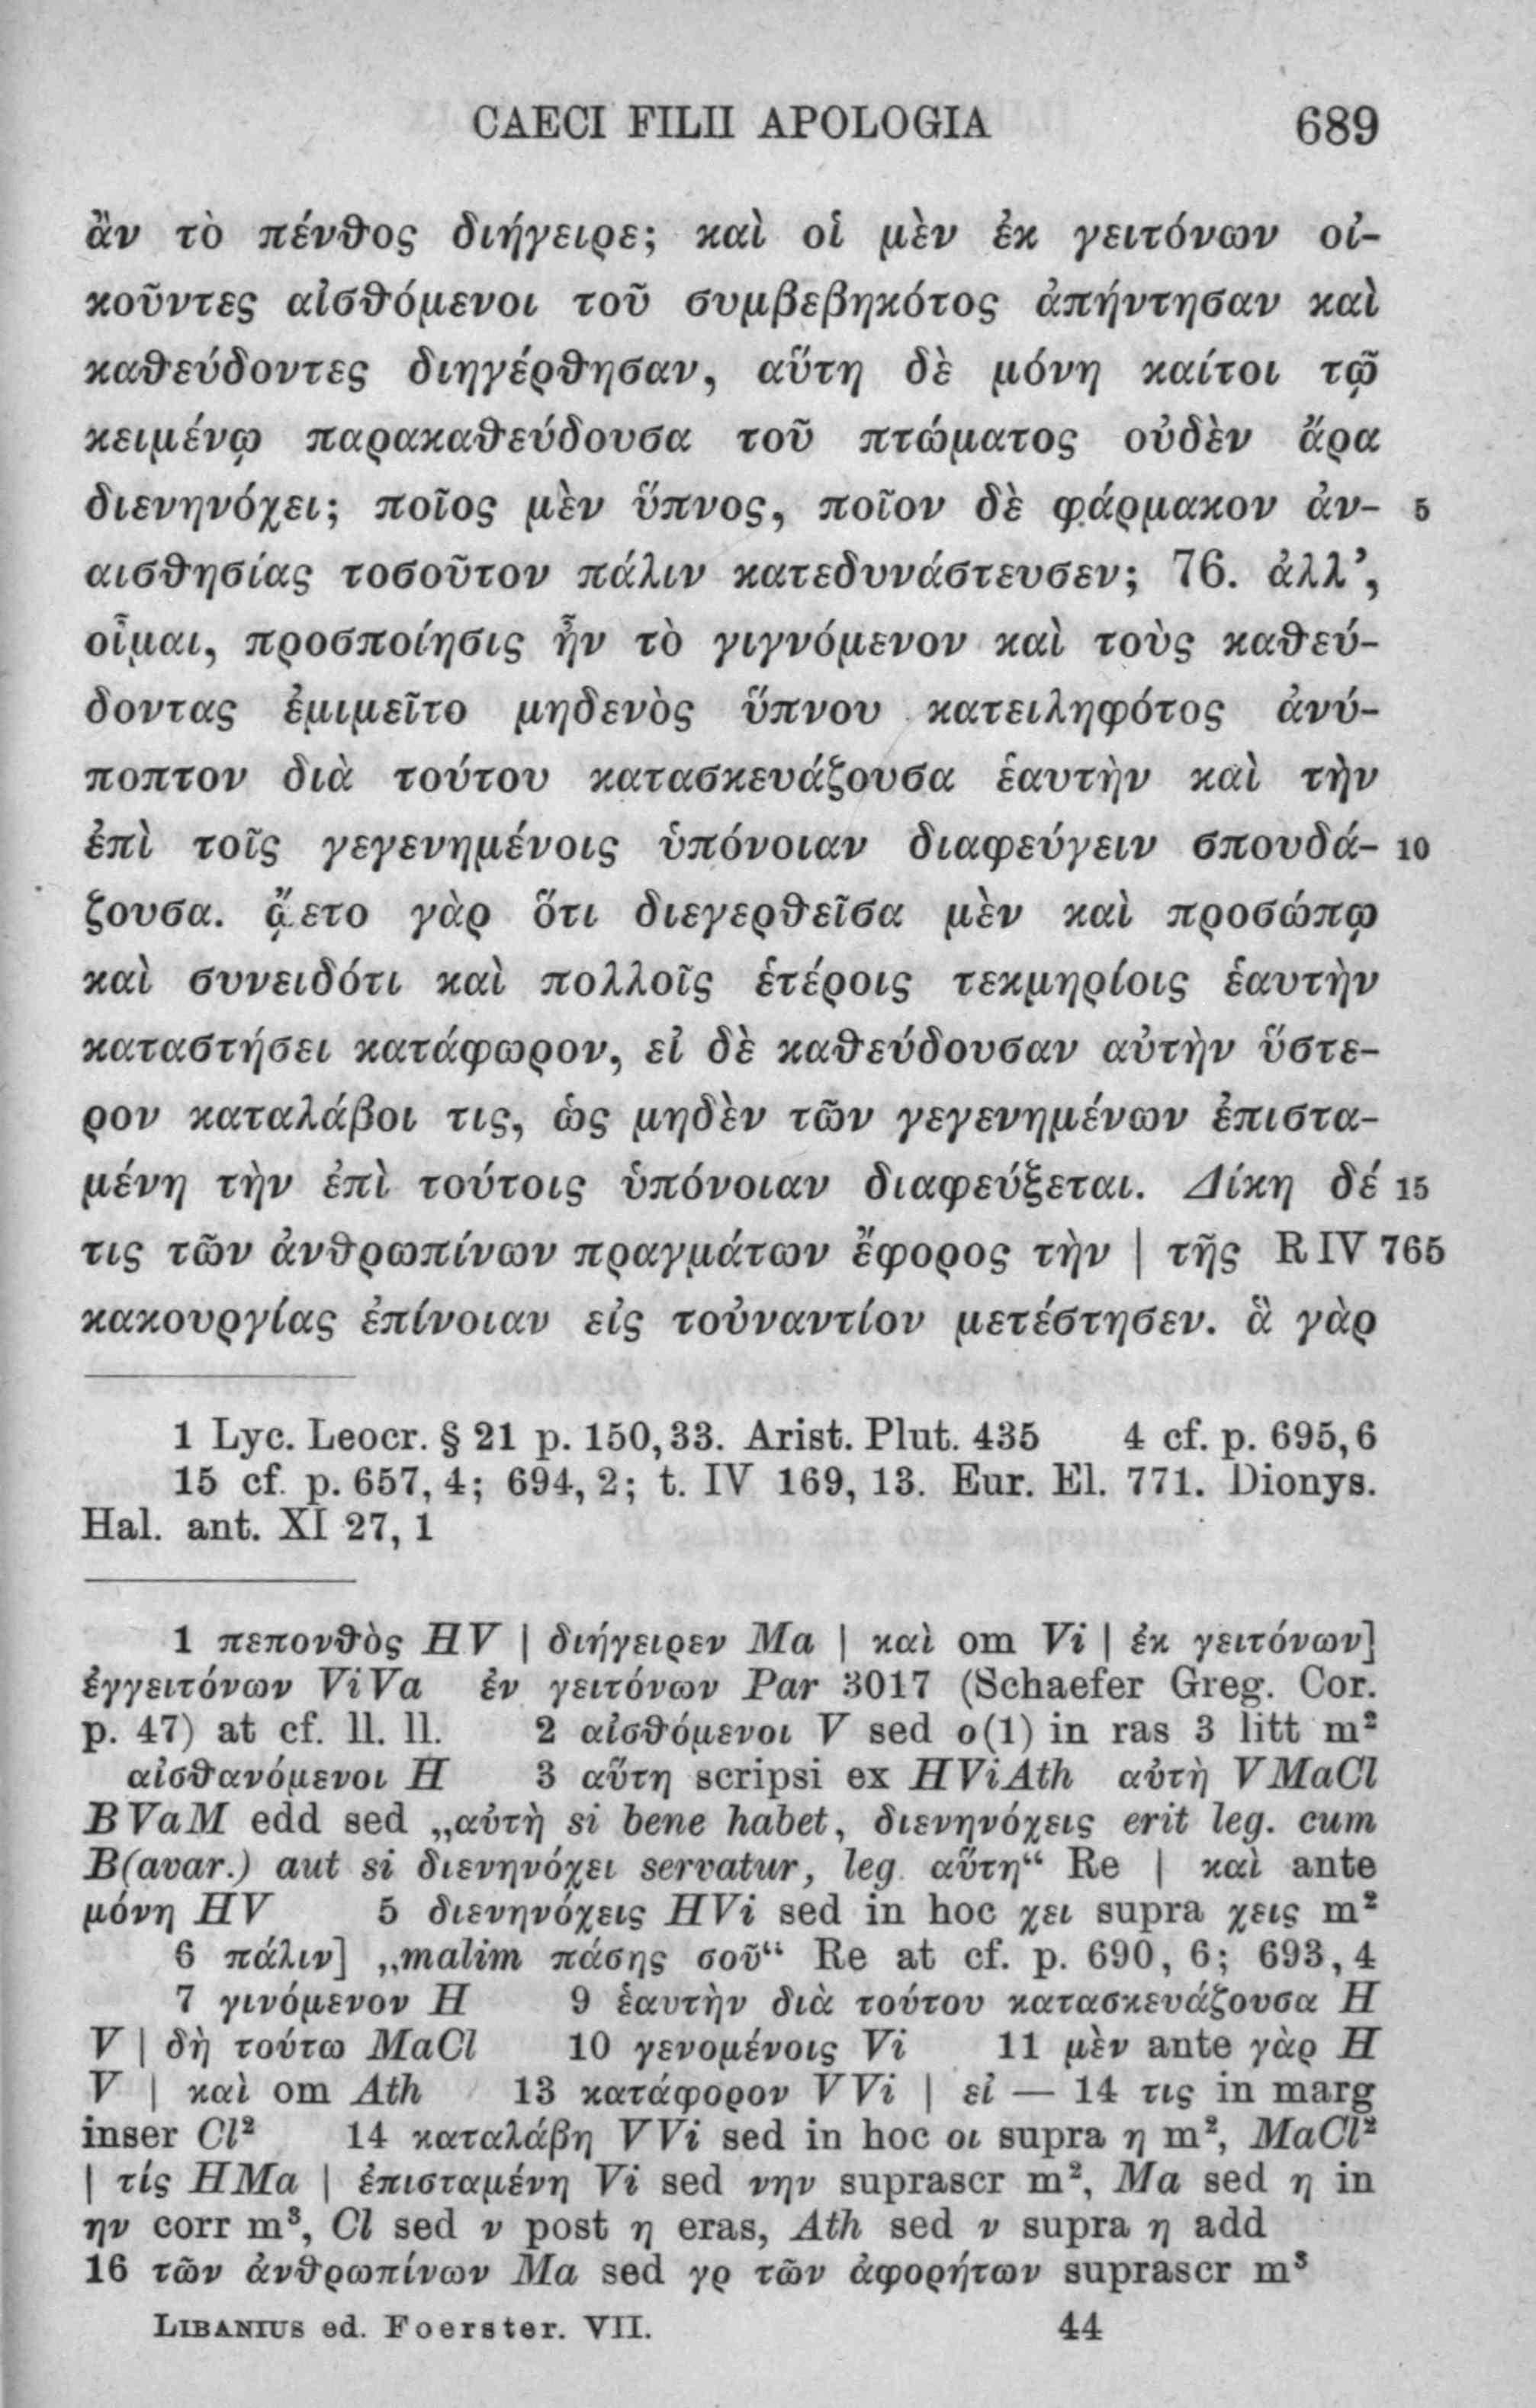 CAECI FILII APOLOGIA 689
ἂν τὸ πένθος διήγειρε; καὶ οἱ μὲν ἐκ γειτόνων οἰ-
κοῦντες αἰσθόμενοι τοῦ συμβεβηκότος ἀπήντησαν καὶ
καθεύδοντες διηγέρθησαν, αὕτη δὲ μόνη καίτοι τῷ
κειμένῳ παρακαθεύδουσα τοῦ πτώματος οὐδὲν ἄρα
διενηνόχει; ποῖος μὲν ὕπνος, ποῖον δὲ φάρμακον ἀν- 5
αισθησίας τοσοῦτον πάλιν κατεδυνάστευσεν; 76. ἀλλ’,
οἶμαι, προσποίησις ἦν τὸ γιγνόμενον καὶ τοὺς καθεύ-
δοντας ἐμιμεῖτο μηδενὸς ὕπνου κατειληφότος ἀνύ-
ποπτον διὰ τούτου κατασκευάζουσα ἑαυτὴν καὶ τὴν
ἐπὶ τοῖς γεγενημένοις ὑπόνοιαν διαφεύγειν σπουδά- 10
ζουσα. ᾤετο γὰρ ὅτι διεγερθεῖσα μὲν καὶ προσώπῳ
καὶ συνειδότι καὶ πολλοῖς ἑτέροις τεκμηρίοις ἑαυτὴν
καταστήσει κατάφωρον, εἰ δὲ καθεύδουσαν αὐτὴν ὕστε-
ρον καταλάβοι τις, ὡς μηδὲν τῶν γεγενημένων ἐπιστα-
μένη τὴν ἐπὶ τούτοις ὑπόνοιαν διαφεύξεται. Δίκη δέ 15
τις τῶν ἀνθρωπίνων πραγμάτων ἔφορος τὴν | τῆς R IV 765
κακουργίας ἐπίνοιαν εἰς τοὐναντίον μετέστησεν. ἃ γὰρ
1 Lyc. Leocr. § 21 p. 150, 33. Arist. Plut. 435 4 cf. p. 695, 6
15 cf. p. 657, 4; 694, 2; t. IV 169, 13. Eur. El. 771. Dionys.
Hal. ant. XI 27, 1
1 πεπονθὸς HV | διήγειρεν Ma | καὶ om Vi | ἐκ γειτόνων]
ἐγγειτόνων ViVa ἐν γειτόνων Par 3017 (Schaefer Greg. Cor.
p. 47) at cf. ll. ll. 2 αἰσθόμενοι V sed ο(1) in ras 3 litt m²
αἰσθανόμενοι H 3 αὕτη scripsi ex HViAth αὐτὴ VMaCl
BVaM edd sed „αὐτὴ si bene habet, διενηνόχεις erit leg. cum
B(avar.) aut si διενηνόχει servatur, leg. αὕτη“ Re | καὶ ante
μόνη HV 5 διενηνόχεις HVi sed in hoc χει supra χεις m²
6 πάλιν] „malim πάσης σοῦ“ Re at cf. p. 690, 6; 693, 4
7 γινόμενον H 9 ἑαυτὴν διὰ τούτου κατασκευάζουσα H
V | δὴ τούτω MaCl 10 γενομένοις Vi 11 μὲν ante γὰρ H
V | καὶ om Ath 13 κατάφορον VVi | εἰ — 14 τις in marg
inser Cl² 14 καταλάβη VVi sed in hoc οι supra η m², MaCl²
| τίς HMa | ἐπισταμένη Vi sed νην suprascr m², Ma sed η in
ην corr m³, Cl sed ν post η eras, Ath sed ν supra η add
16 τῶν ἀνθρωπίνων Ma sed γρ τῶν ἀφορήτων suprascr m³
LIBANIUS ed. Foerster. VII. 44